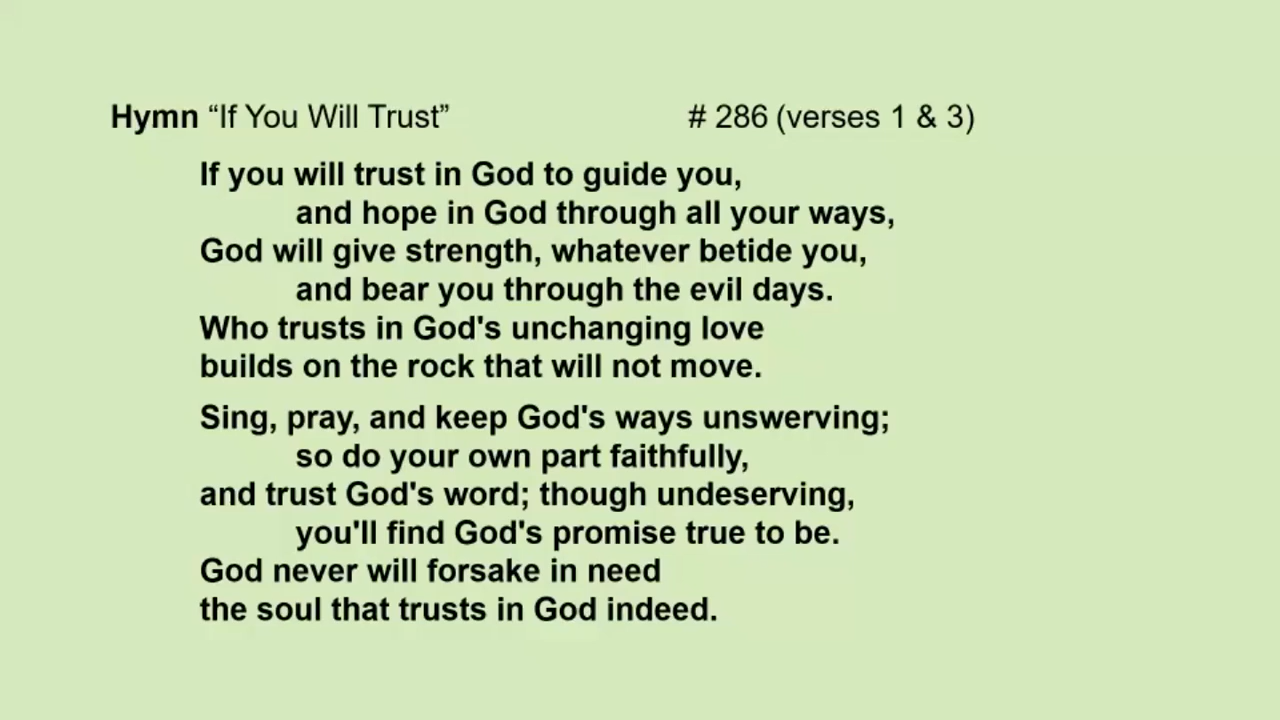 Hymn “If You Will Trust” # 286 (verses 1 & 3)
If you will trust in God to guide you,
and hope in God through all your ways,
God will give strength, whatever betide you,
and bear you through the evil days.
Who trusts in God's unchanging love
builds on the rock that will not move.
Sing, pray, and keep God's ways unswerving;
so do your own part faithfully,
and trust God's word; though undeserving,
you'll find God's promise true to be.
God never will forsake in need
the soul that trusts in God indeed.